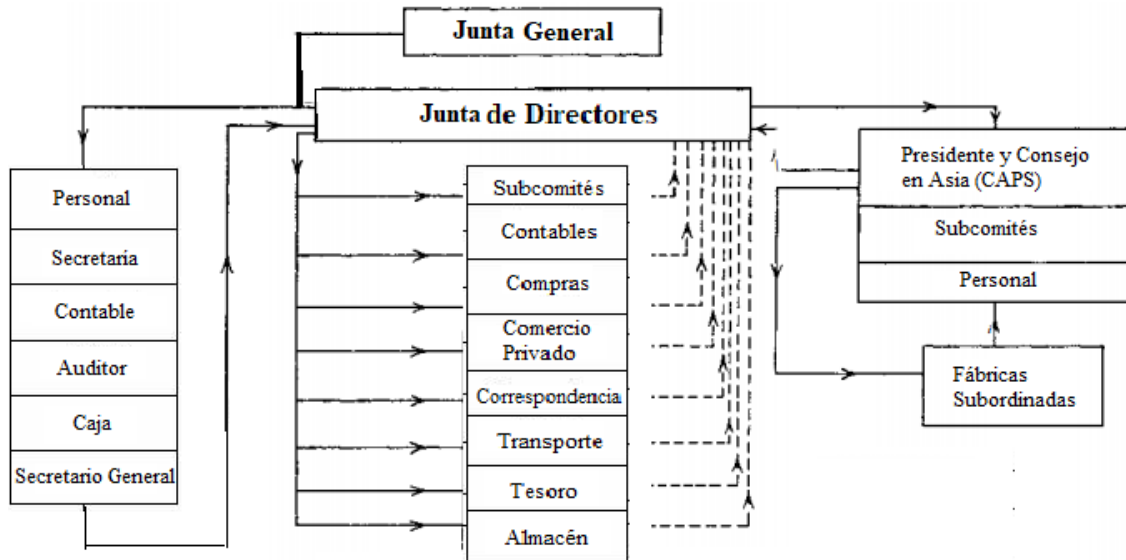 Junta General
Junta de Directores
Personal
Secretaria
Contable
Auditor
Caja
Secretario General
Subcomités
Contables
Compras
Comercio
Privado
Correspondencia
Transporte
Tesoro
Almacén
Presidente y Consejo
en Asia (CAPS)
Subcomités
Personal
Fábricas
Subordinadas